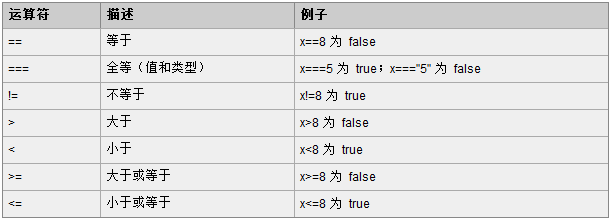 运算符 描述 例子
== 等于 x==8 为 false
=== 全等（值和类型） x===5 为 true；x==="5" 为 false
!= 不等于 x!=8 为 true
> 大于 x>8 为 false
< 小于 x<8 为 true
>= 大于或等于 x>=8 为 false
<= 小于或等于 x<=8 为 true